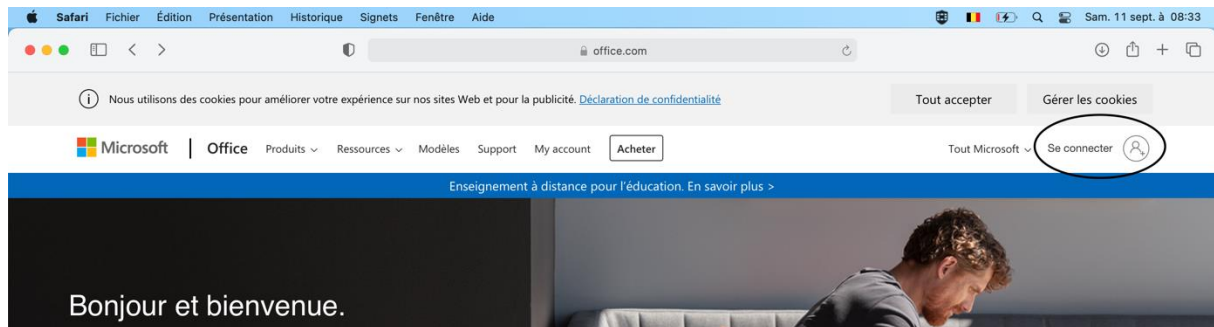 Safari Fichier Édition Présentation Historique Signets Fenêtre Aide Sam. 11 sept. à 08:33
office.com
Nous utilisons des cookies pour améliorer votre expérience sur nos sites Web et pour la publicité. Déclaration de confidentialité Tout accepter Gérer les cookies
Microsoft Office Produits Ressources Modèles Support My account Acheter Tout Microsoft Se connecter
Enseignement à distance pour l'éducation. En savoir plus >
Bonjour et bienvenue.